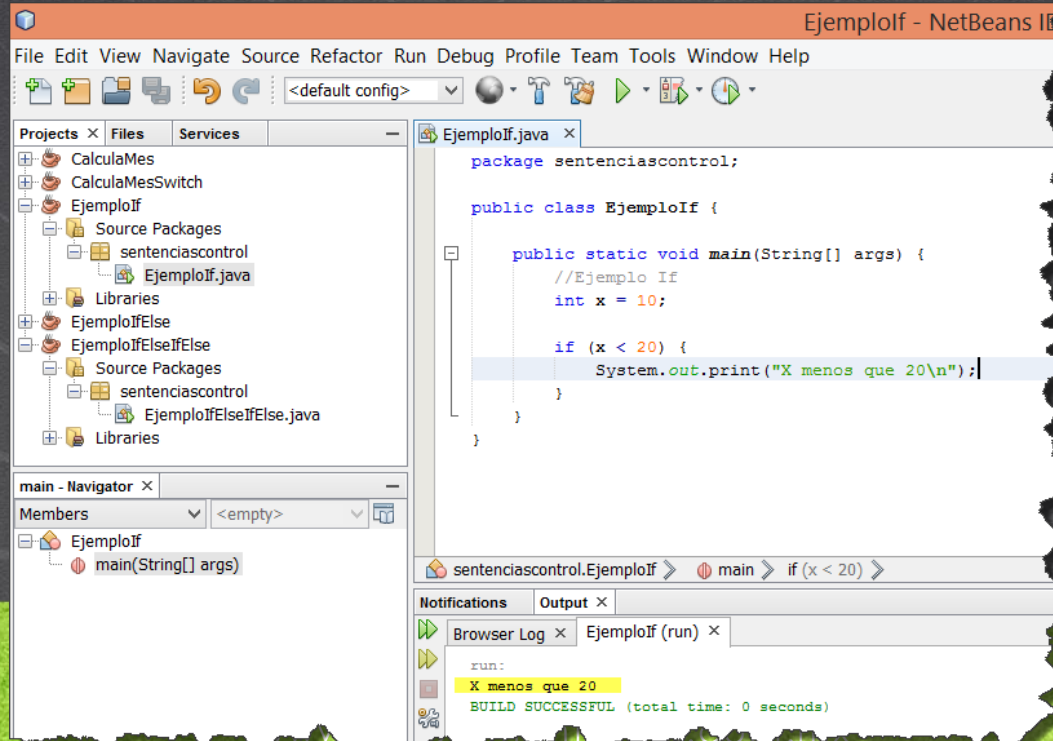 EjemploIf - NetBeans I
File Edit View Navigate Source Refactor Run Debug Profile Team Tools Window Help
<default config>
Projects × Files Services
CalculaMes
CalculaMesSwitch
EjemploIf
Source Packages
sentenciascontrol
EjemploIf.java
Libraries
EjemploIfElse
EjemploIfElseIfElse
Source Packages
sentenciascontrol
EjemploIfElseIfElse.java
Libraries
main - Navigator ×
Members <empty>
EjemploIf
main(String[] args)
EjemploIf.java ×
package sentenciascontrol;
public class EjemploIf {
public static void main(String[] args) {
//Ejemplo If
int x = 10;
if (x < 20) {
System.out.print("X menos que 20\n");
}
}
}
sentenciascontrol.EjemploIf main if (x < 20)
Notifications Output ×
Browser Log × EjemploIf (run) ×
run:
X menos que 20
BUILD SUCCESSFUL (total time: 0 seconds)